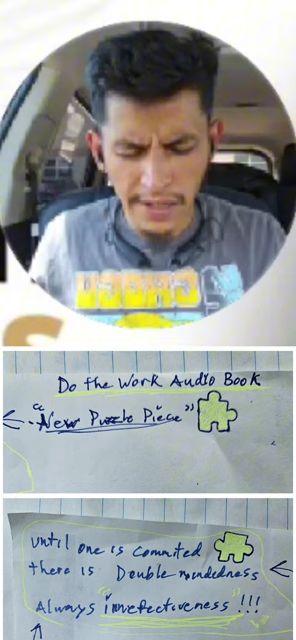 Do the Work Audio Book
"New Puzzle Piece"
until one is commited
there is Double mindedness
Always "innefectiveness"!!!